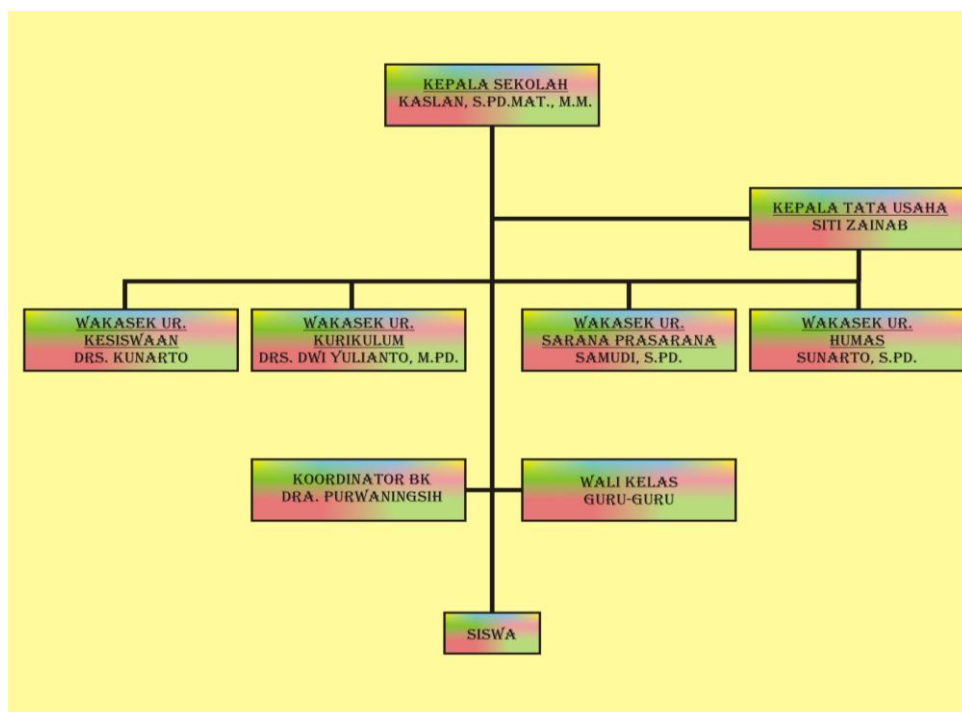 KEPALA SEKOLAH
KASLAN, S.PD.MAT., M.M.
KEPALA TATA USAHA
SITI ZAINAB
WAKASEK UR.
KESISWAAN
DRS. KUNARTO
WAKASEK UR.
KURIKULUM
DRS. DWI YULIANTO, M.PD.
WAKASEK UR.
SARANA PRASARANA
SAMUDI, S.PD.
WAKASEK UR.
HUMAS
SUNARTO, S.PD.
KOORDINATOR BK
DRA. PURWANINGSIH
WALI KELAS
GURU-GURU
SISWA